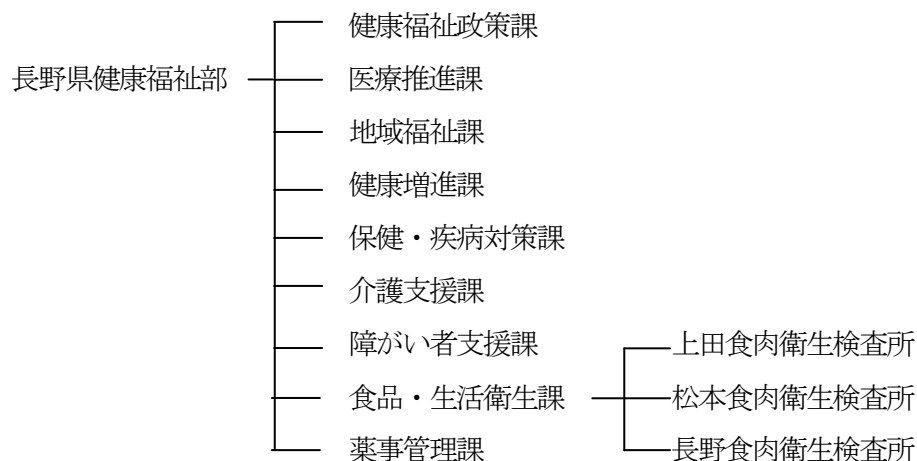 健康福祉政策課
長野県健康福祉部
医療推進課
地域福祉課
健康増進課
保健・疾病対策課
介護支援課
障がい者支援課
上田食肉衛生検査所
食品・生活衛生課
松本食肉衛生検査所
薬事管理課
長野食肉衛生検査所